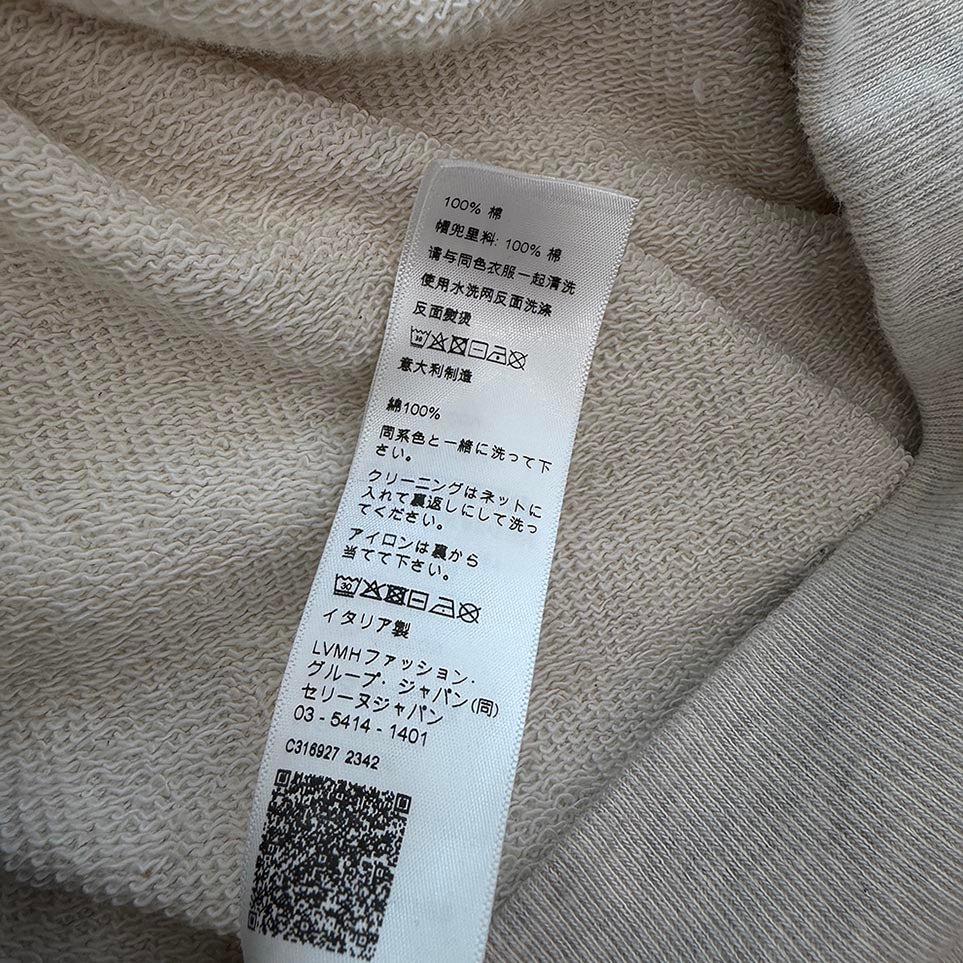 100% 棉
帽兜里料: 100% 棉
请与同色衣服一起清洗
使用水洗网反面洗涤
反面熨烫
30
意大利制造
綿100%
同系色と一緒に洗って下
さい。
クリーニングはネットに
入れて裏返しにして洗っ
てください。
アイロンは裏から
当てて下さい。
30
イタリア製
LVMHファッション・
グループ・ジャパン(同)
セリーヌジャパン
03 - 5414 - 1401
C316927 2342